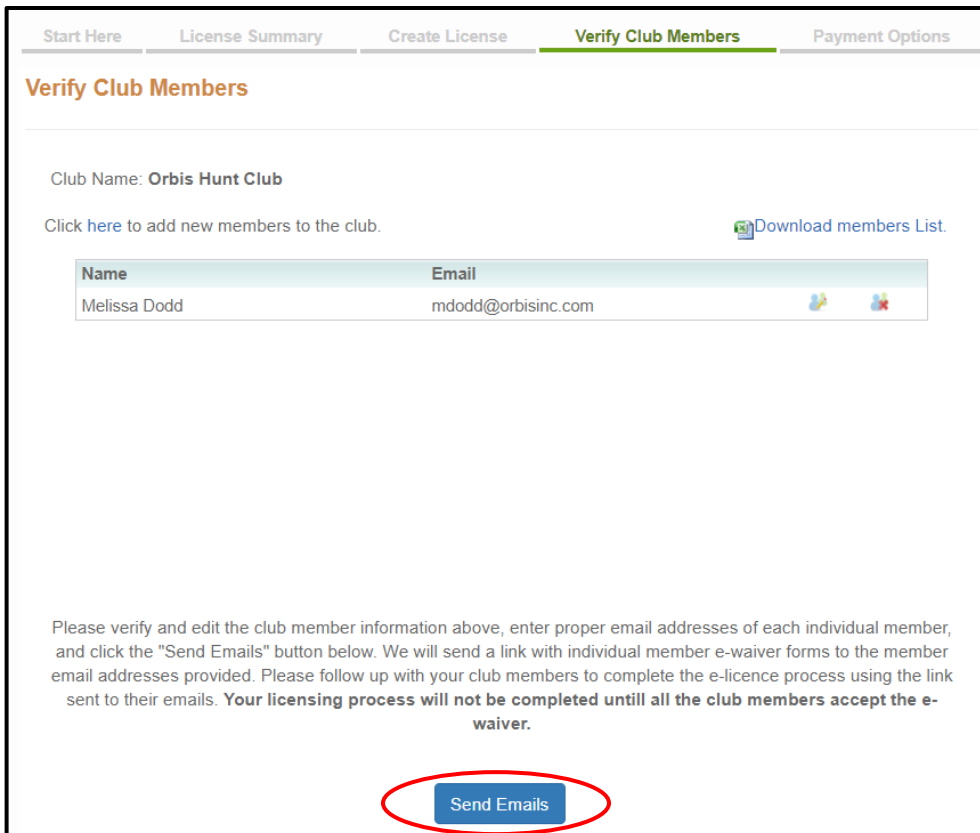 Start Here License Summary Create License Verify Club Members Payment Options
Verify Club Members
Club Name: Orbis Hunt Club
Click here to add new members to the club. Download members List.
Name Email
Melissa Dodd mdodd@orbisinc.com
Please verify and edit the club member information above, enter proper email addresses of each individual member,
and click the "Send Emails" button below. We will send a link with individual member e-waiver forms to the member
email addresses provided. Please follow up with your club members to complete the e-licence process using the link
sent to their emails. Your licensing process will not be completed untill all the club members accept the e-
waiver.
Send Emails